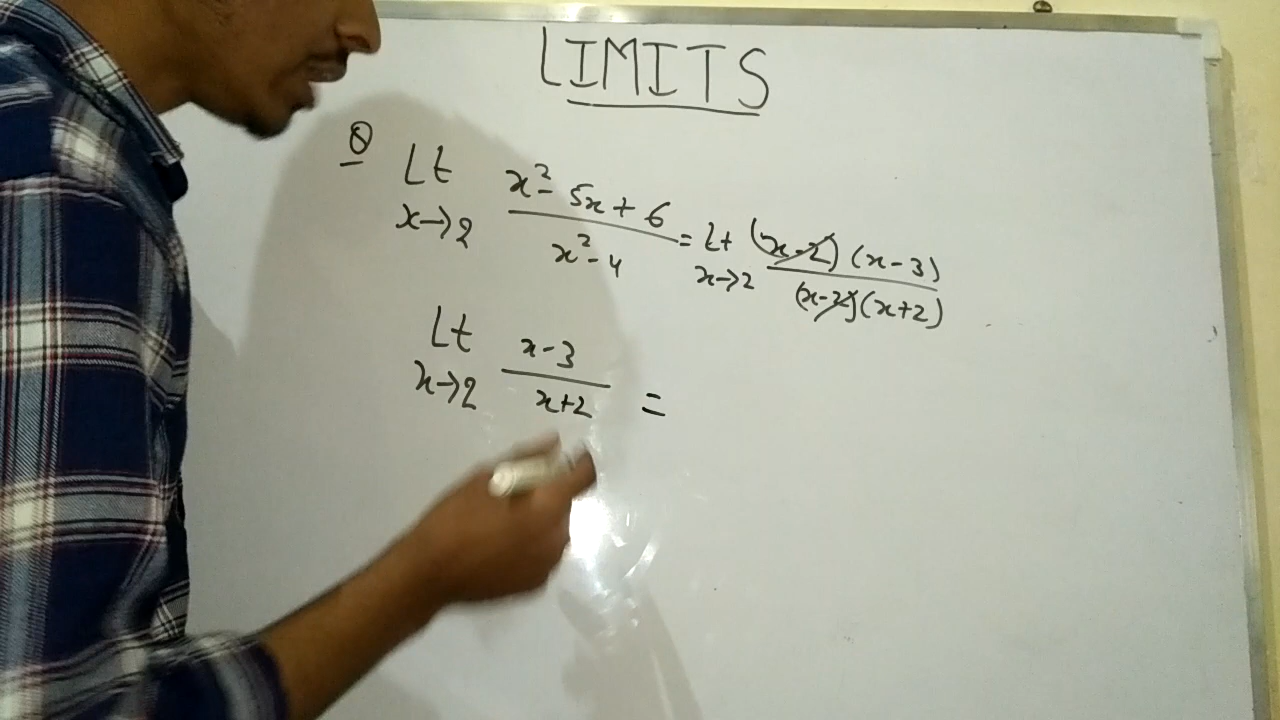 LIMITS
Q Lt x→2 (x² - 5x + 6)/(x² - 4) = Lt x→2 (x-2)(x-3)/(x-2)(x+2)
Lt x→2 (x-3)/(x+2) =